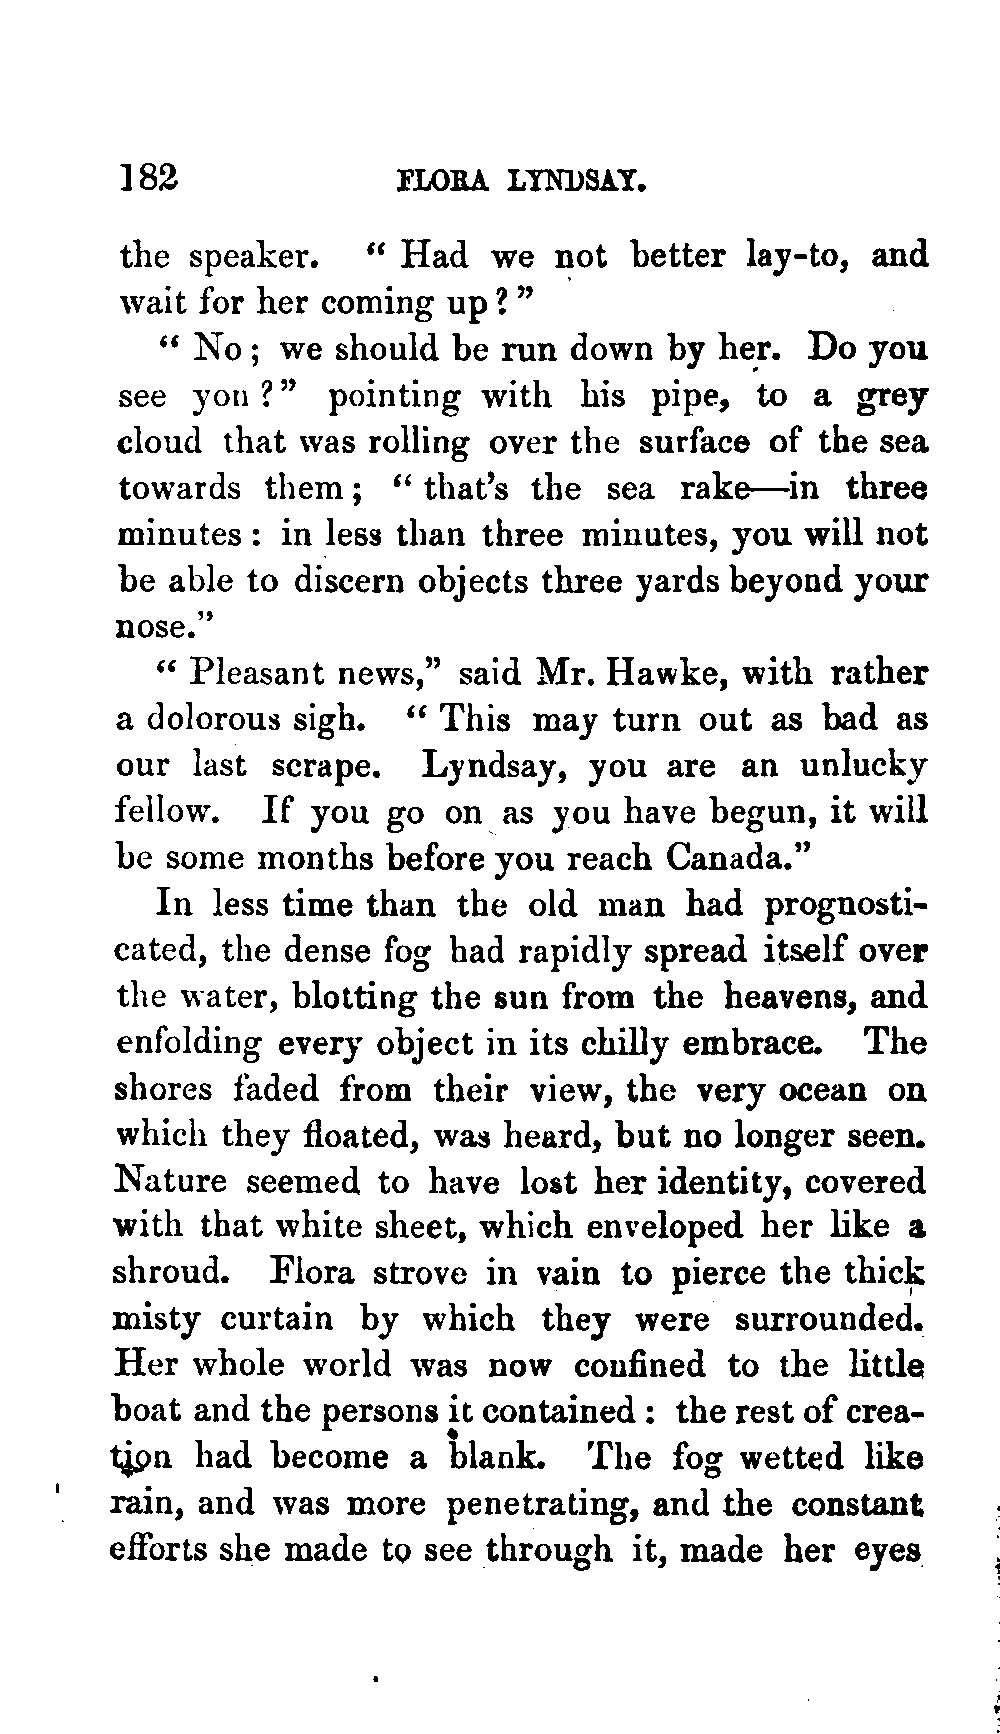 182 FLORA LYNDSAY.
the speaker. “ Had we not better lay-to, and
wait for her coming up ? ”
“ No ; we should be run down by her. Do you
see yon ? ” pointing with his pipe, to a grey
cloud that was rolling over the surface of the sea
towards them ; “ that’s the sea rake—in three
minutes : in less than three minutes, you will not
be able to discern objects three yards beyond your
nose.”
“ Pleasant news,” said Mr. Hawke, with rather
a dolorous sigh. “ This may turn out as bad as
our last scrape. Lyndsay, you are an unlucky
fellow. If you go on as you have begun, it will
be some months before you reach Canada.”
In less time than the old man had prognosti-
cated, the dense fog had rapidly spread itself over
the water, blotting the sun from the heavens, and
enfolding every object in its chilly embrace. The
shores faded from their view, the very ocean on
which they floated, was heard, but no longer seen.
Nature seemed to have lost her identity, covered
with that white sheet, which enveloped her like a
shroud. Flora strove in vain to pierce the thick
misty curtain by which they were surrounded.
Her whole world was now confined to the little
boat and the persons it contained : the rest of crea-
tion had become a blank. The fog wetted like
rain, and was more penetrating, and the constant
efforts she made to see through it, made her eyes